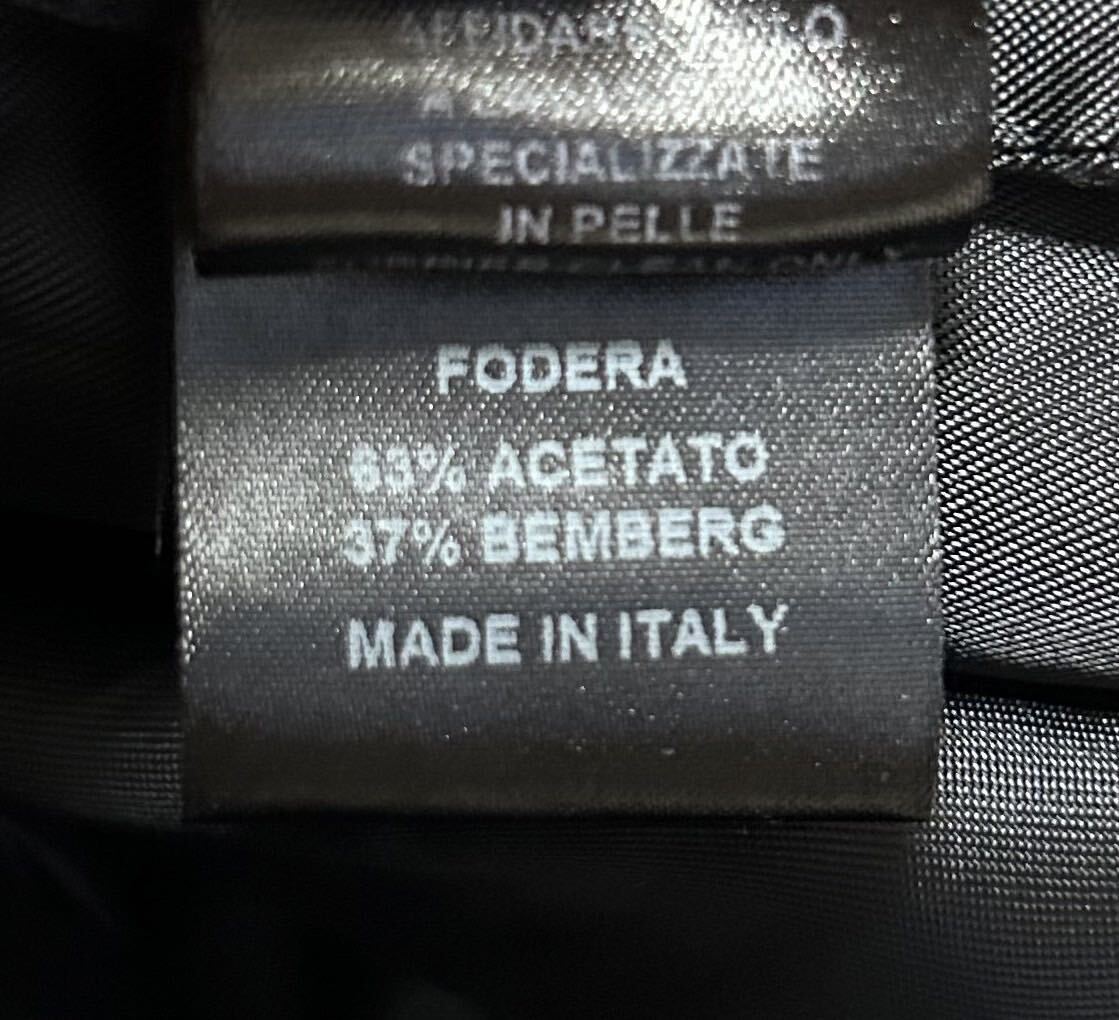 SPECIALIZZATE
IN PELLE
FODERA
63% ACETATO
37% BEMBERG
MADE IN ITALY